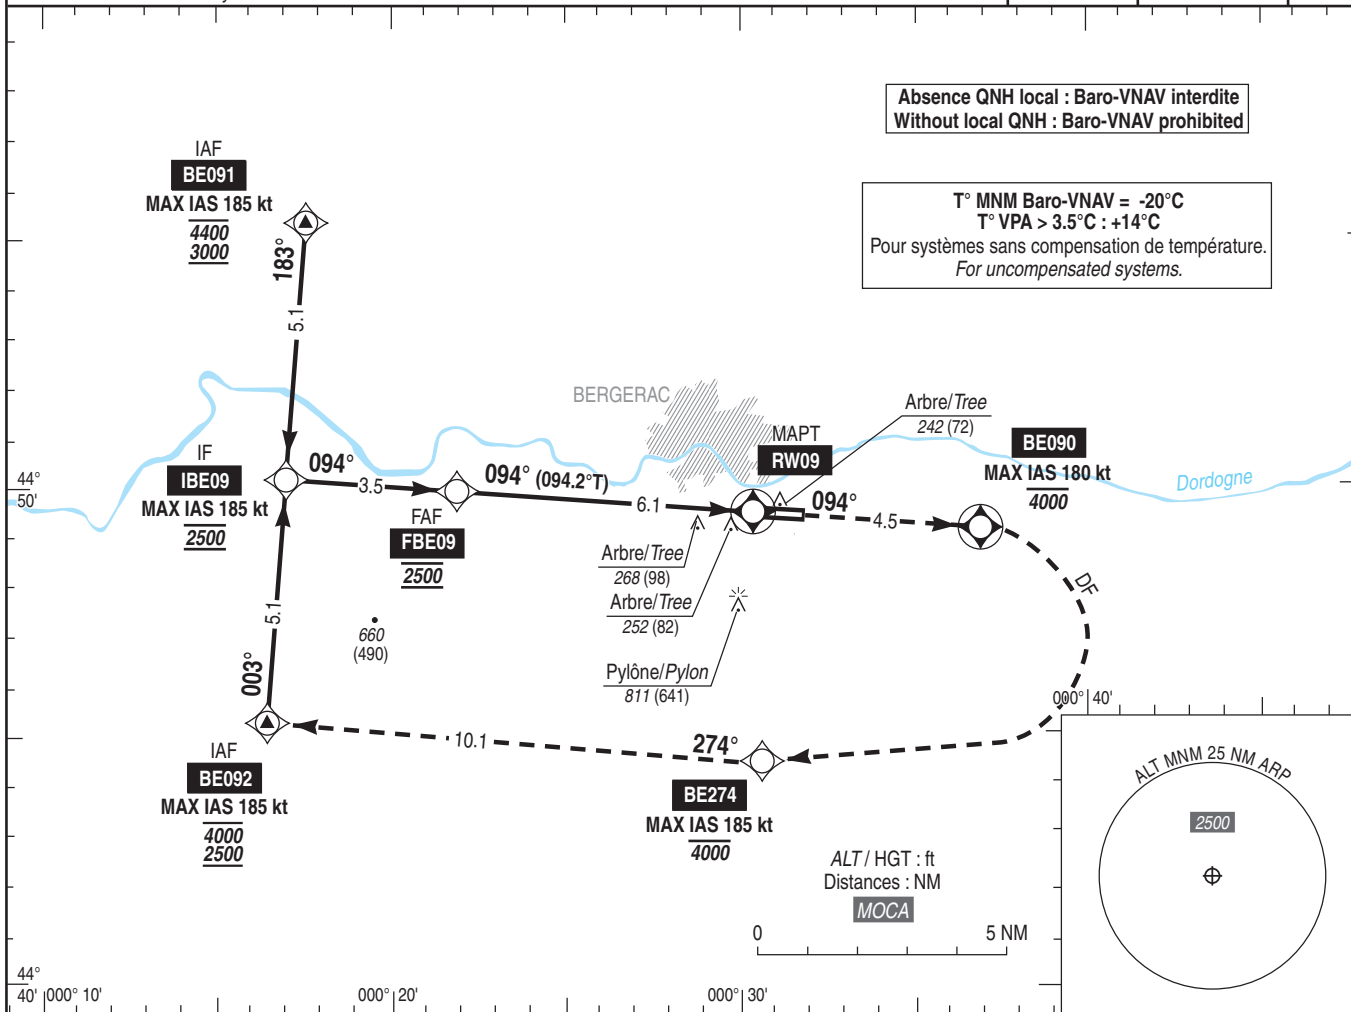 Absence QNH local : Baro-VNAV interdite
Without local QNH : Baro-VNAV prohibited
T° MNM Baro-VNAV = -20°C
T° VPA > 3.5°C : +14°C
Pour systèmes sans compensation de température.
For uncompensated systems.
IAF
BE091
MAX IAS 185 kt
4400
3000
183°
5.1
BERGERAC
Arbre/Tree
242 (72)
MAPT
RW09
BE090
MAX IAS 180 kt
4000
Dordogne
44°
50'
IF
IBE09
MAX IAS 185 kt
2500
094°
3.5
094° (094.2°T)
6.1
094°
4.5
FAF
FBE09
2500
Arbre/Tree
268 (98)
Arbre/Tree
252 (82)
DF
5.1
660
(490)
Pylône/Pylon
811 (641)
003°
000° 40'
10.1
274°
IAF
BE092
MAX IAS 185 kt
4000
2500
BE274
MAX IAS 185 kt
4000
ALT MNM 25 NM ARP
2500
ALT / HGT : ft
Distances : NM
MOCA
0 5 NM
44°
40'
000° 10'
000° 20'
000° 30'